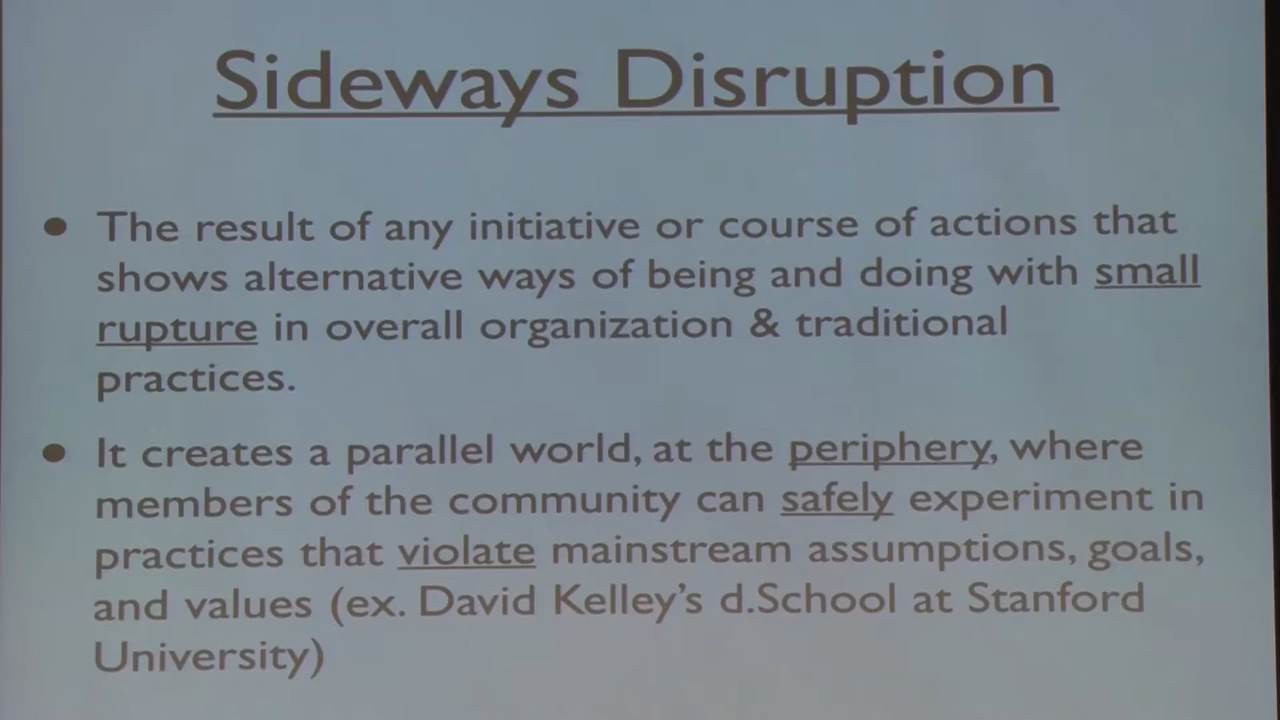 Sideways Disruption
• The result of any initiative or course of actions that
shows alternative ways of being and doing with small
rupture in overall organization & traditional
practices.
• It creates a parallel world, at the periphery, where
members of the community can safely experiment in
practices that violate mainstream assumptions, goals,
and values (ex. David Kelley's d.School at Stanford
University)